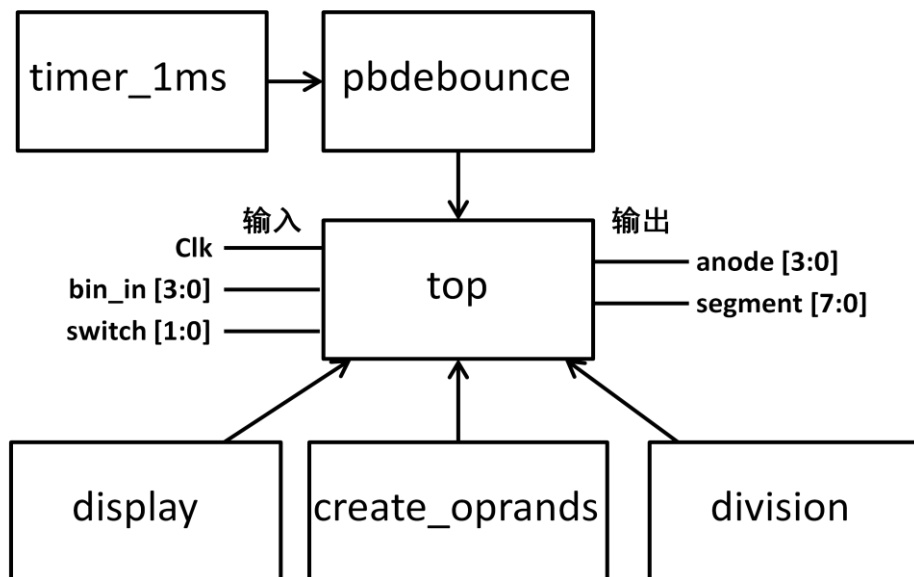 timer_1ms
pbdebounce
输入
输出
Clk
bin_in [3:0]
switch [1:0]
top
anode [3:0]
segment [7:0]
display
create_oprands
division